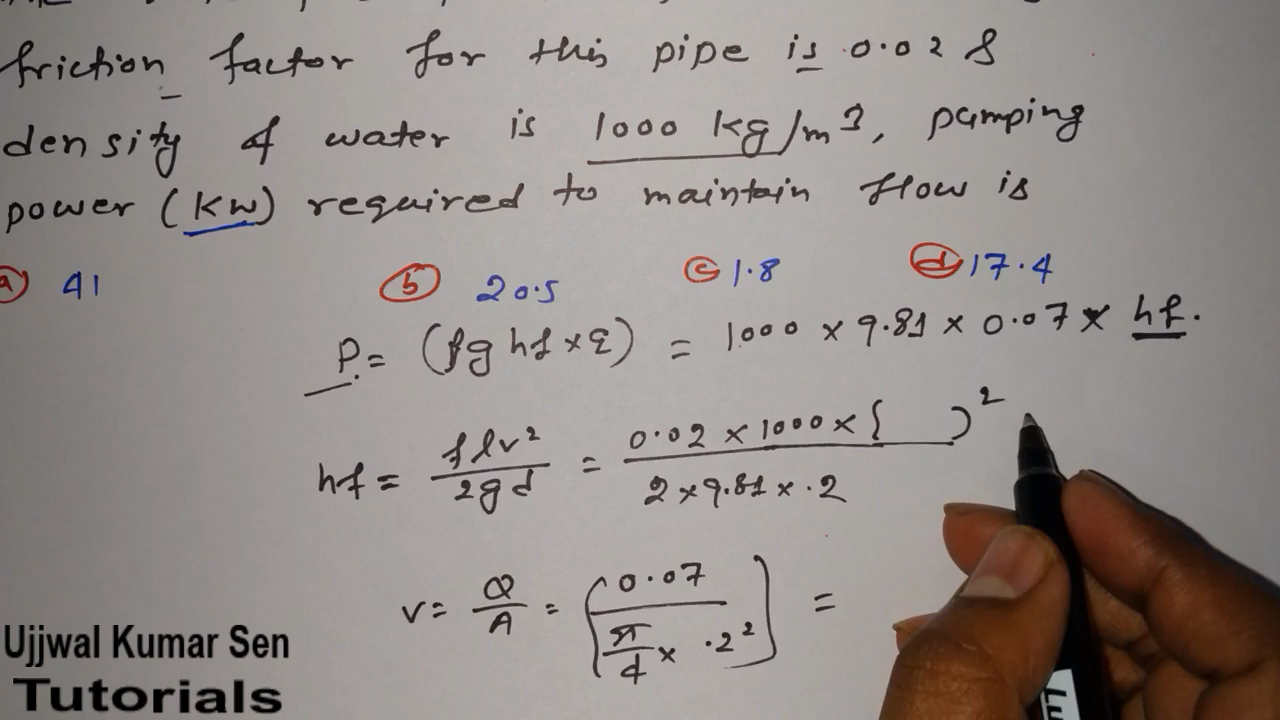 friction factor for this pipe is 0.02 &
density of water is 1000 kg/m3, pumping
power (KW) required to maintain flow is
a 41 b 20.5 c 1.8 d 17.4
P = (ρg hf × Q) = 1000 × 9.81 × 0.07 × hf.
hf = flv²/2gd = 0.02 × 1000 × ( )²/2 × 9.81 × .2
v = Q/A = (0.07/π/4 × .2²) =
Ujjwal Kumar Sen
Tutorials